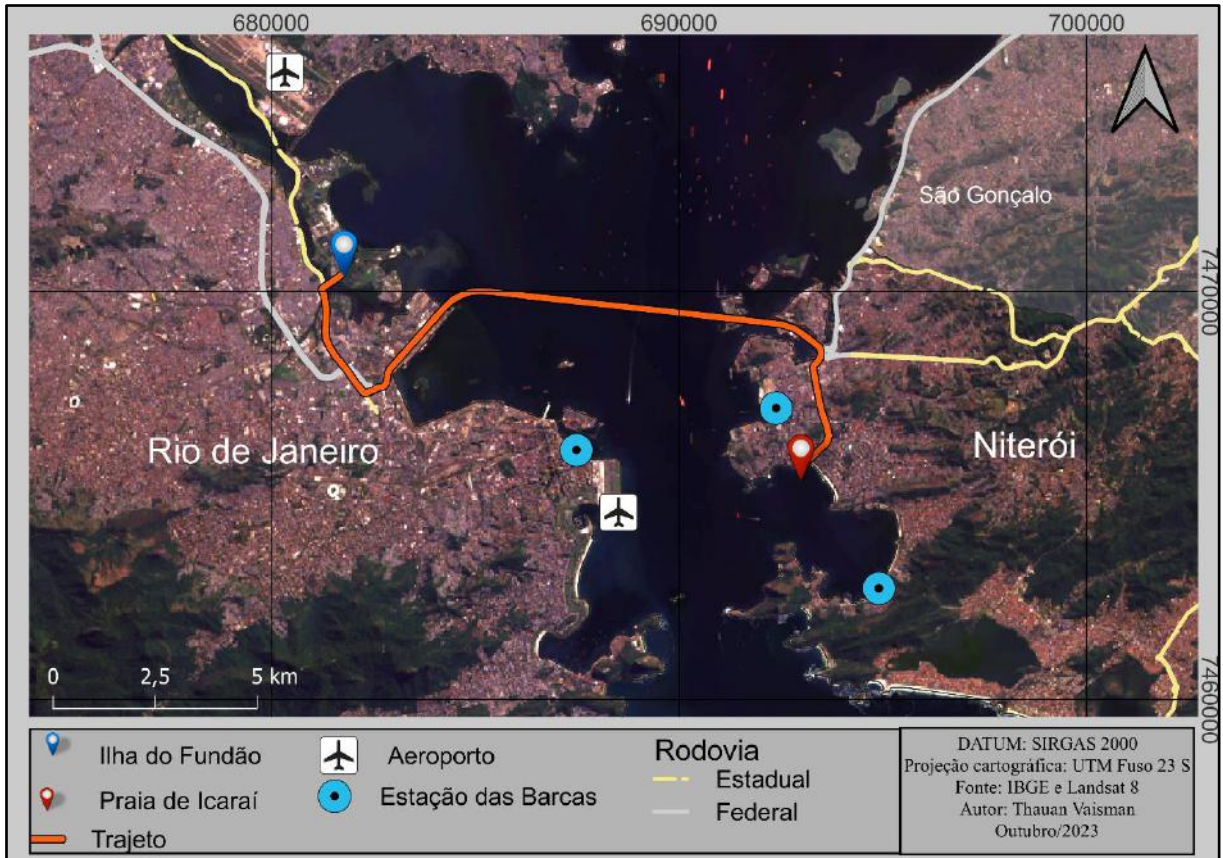 680000
690000
700000
São Gonçalo
7470000
Rio de Janeiro
Niterói
0
2,5
5 km
7460000
Ilha do Fundão
Praia de Icaraí
Trajeto
Aeroporto
Estação das Barcas
Rodovia
Estadual
Federal
DATUM: SIRGAS 2000
Projeção cartográfica: UTM Fuso 23 S
Fonte: IBGE e Landsat 8
Autor: Thauan Vaisman
Outubro/2023